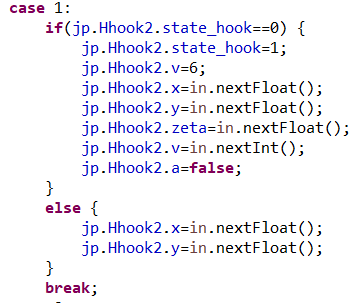 case 1:
if(jp.Hhook2.state_hook==0) {
jp.Hhook2.state_hook=1;
jp.Hhook2.v=6;
jp.Hhook2.x=in.nextFloat();
jp.Hhook2.y=in.nextFloat();
jp.Hhook2.zeta=in.nextFloat();
jp.Hhook2.v=in.nextInt();
jp.Hhook2.a=false;
}
else {
jp.Hhook2.x=in.nextFloat();
jp.Hhook2.y=in.nextFloat();
}
break;